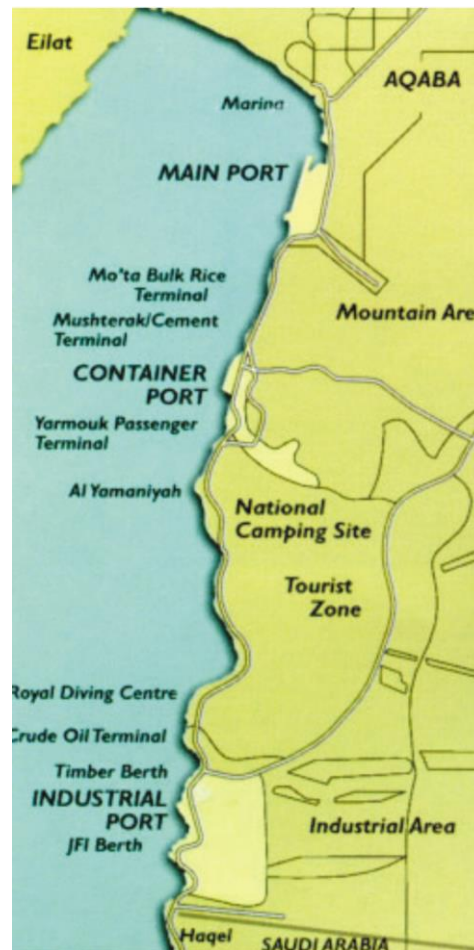 Eilat
AQABA
Marina
MAIN PORT
Mo'ta Bulk Rice
Terminal
Mountain Are
Mushterak/Cement
Terminal
CONTAINER
PORT
Yarmouk Passenger
Terminal
Al Yamaniyah
National
Camping Site
Tourist
Zone
Royal Diving Centre
Crude Oil Terminal
Timber Berth
INDUSTRIAL
PORT
Industrial Area
JFI Berth
Haqel
SAUDI ARABIA